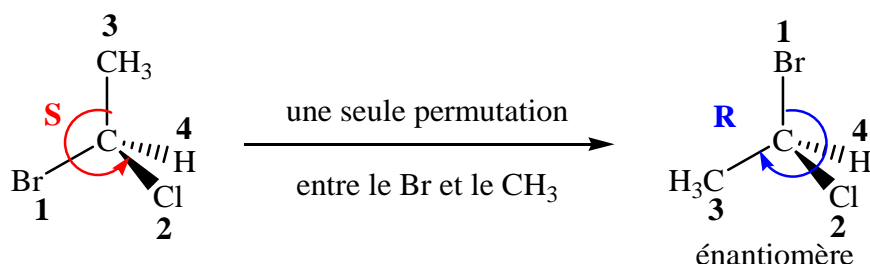 3
CH₃
S
C
4
H
Br
1
Cl
2
une seule permutation
entre le Br et le CH₃
1
Br
R
C
4
H
H₃C
3
Cl
2
énantiomère